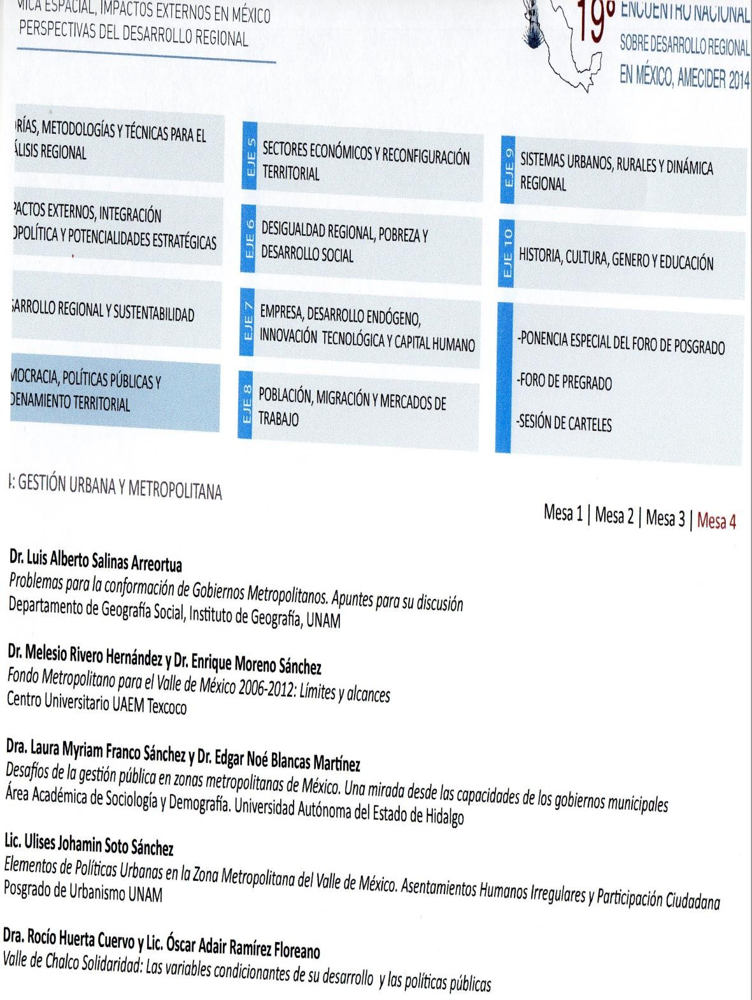 ESPACIAL, IMPACTOS EXTERNOS EN MÉXICO
PERSPECTIVAS DEL DESARROLLO REGIONAL
19º
ENCUENTRO NACIONAL
SOBRE DESARROLLO REGIONAL
EN MÉXICO, AMECIDER 2014
RÍAS, METODOLOGÍAS Y TÉCNICAS PARA EL
ÁLISIS REGIONAL
PACTOS EXTERNOS, INTEGRACIÓN
OPOLÍTICA Y POTENCIALIDADES ESTRATÉGICAS
SARROLLO REGIONAL Y SUSTENTABILIDAD
MOCRACIA, POLÍTICAS PÚBLICAS Y
DENAMIENTO TERRITORIAL
EJE 5
SECTORES ECONÓMICOS Y RECONFIGURACIÓN
TERRITORIAL
EJE 6
DESIGUALDAD REGIONAL, POBREZA Y
DESARROLLO SOCIAL
EJE 7
EMPRESA, DESARROLLO ENDÓGENO,
INNOVACIÓN TECNOLÓGICA Y CAPITAL HUMANO
EJE 8
POBLACIÓN, MIGRACIÓN Y MERCADOS DE
TRABAJO
EJE 9
SISTEMAS URBANOS, RURALES Y DINÁMICA
REGIONAL
EJE 10
HISTORIA, CULTURA, GENERO Y EDUCACIÓN
-PONENCIA ESPECIAL DEL FORO DE POSGRADO
-FORO DE PREGRADO
-SESIÓN DE CARTELES
: GESTIÓN URBANA Y METROPOLITANA
Mesa 1 | Mesa 2 | Mesa 3 | Mesa 4
Dr. Luis Alberto Salinas Arreortua
Problemas para la conformación de Gobiernos Metropolitanos. Apuntes para su discusión
Departamento de Geografía Social, Instituto de Geografía, UNAM
Dr. Melesio Rivero Hernández y Dr. Enrique Moreno Sánchez
Fondo Metropolitano para el Valle de México 2006-2012: Límites y alcances
Centro Universitario UAEM Texcoco
Dra. Laura Myriam Franco Sánchez y Dr. Edgar Noé Blancas Martínez
Desafíos de la gestión pública en zonas metropolitanas de México. Una mirada desde las capacidades de los gobiernos municipales
Área Académica de Sociología y Demografía. Universidad Autónoma del Estado de Hidalgo
Lic. Ulises Johamin Soto Sánchez
Elementos de Políticas Urbanas en la Zona Metropolitana del Valle de México. Asentamientos Humanos Irregulares y Participación Ciudadana
Posgrado de Urbanismo UNAM
Dra. Rocío Huerta Cuervo y Lic. Óscar Adair Ramírez Floreano
Valle de Chalco Solidaridad: Las variables condicionantes de su desarrollo y las políticas públicas